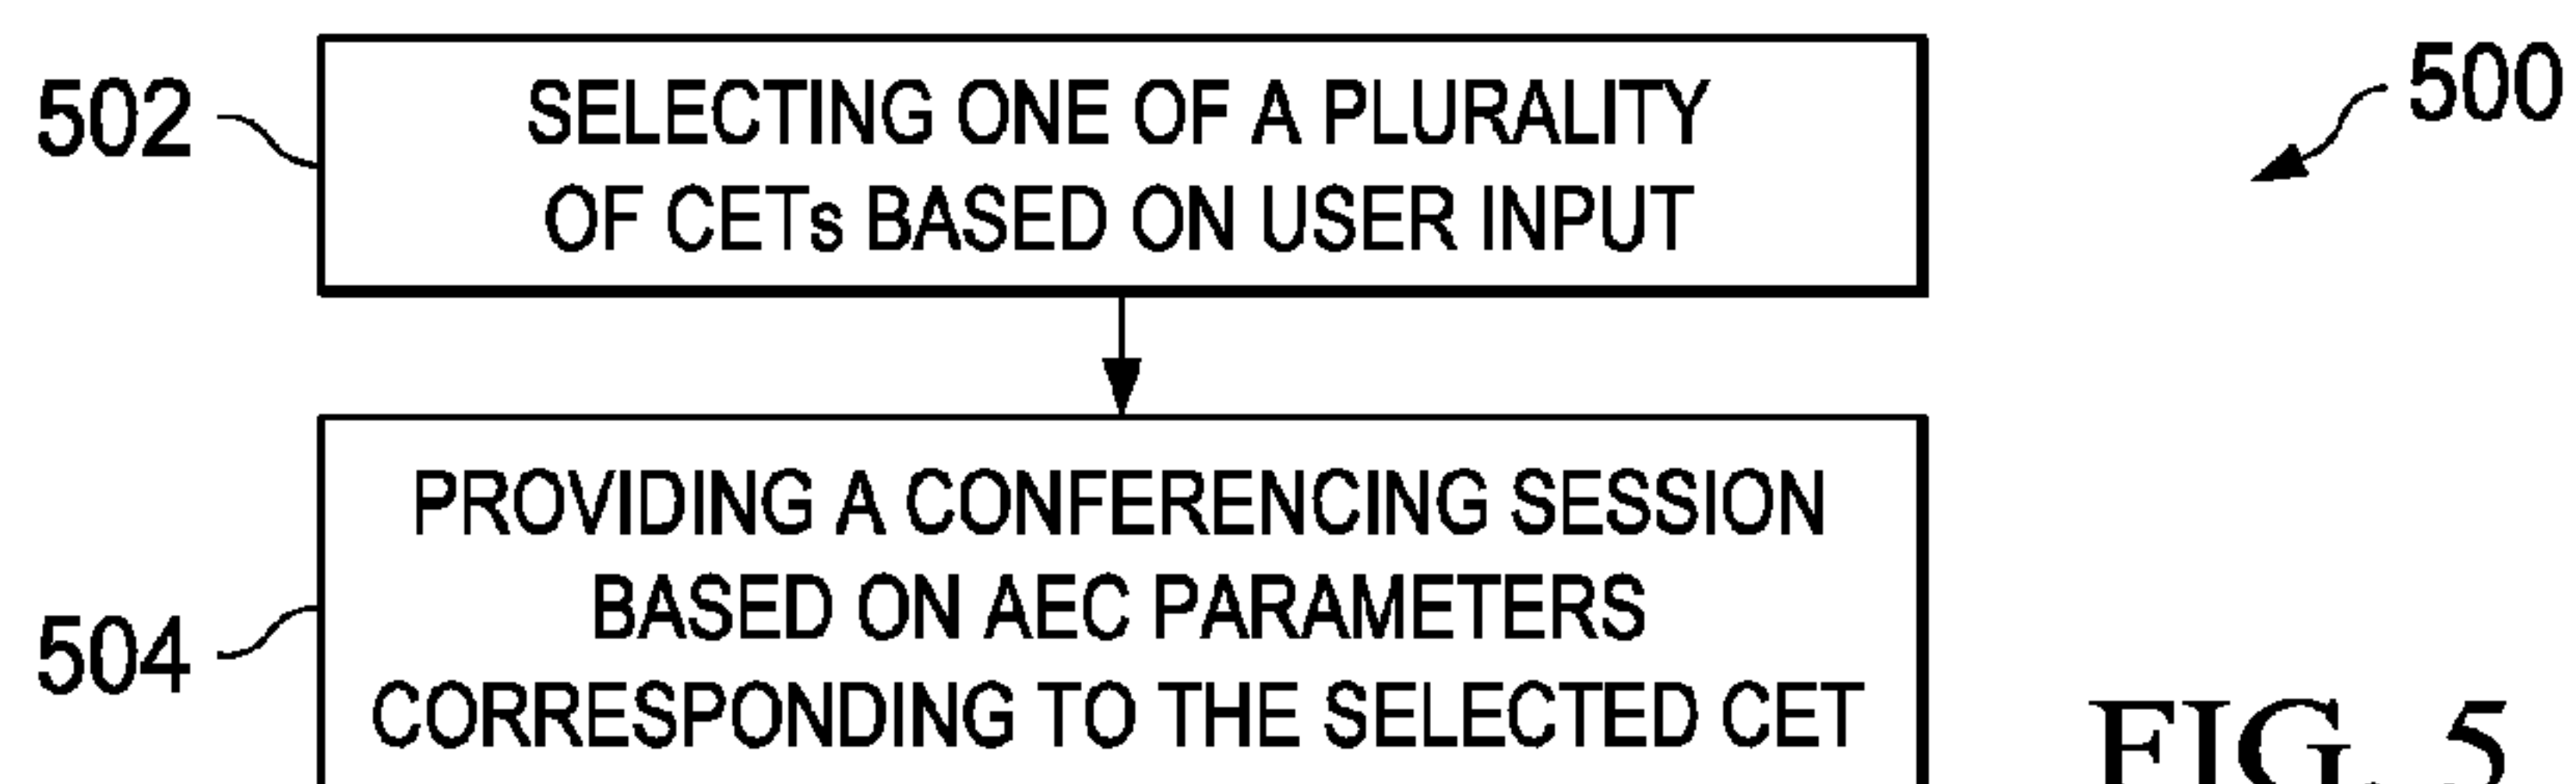 502
SELECTING ONE OF A PLURALITY
OF CETs BASED ON USER INPUT
500
504
PROVIDING A CONFERENCING SESSION
BASED ON AEC PARAMETERS
CORRESPONDING TO THE SELECTED CET
FIG. 5